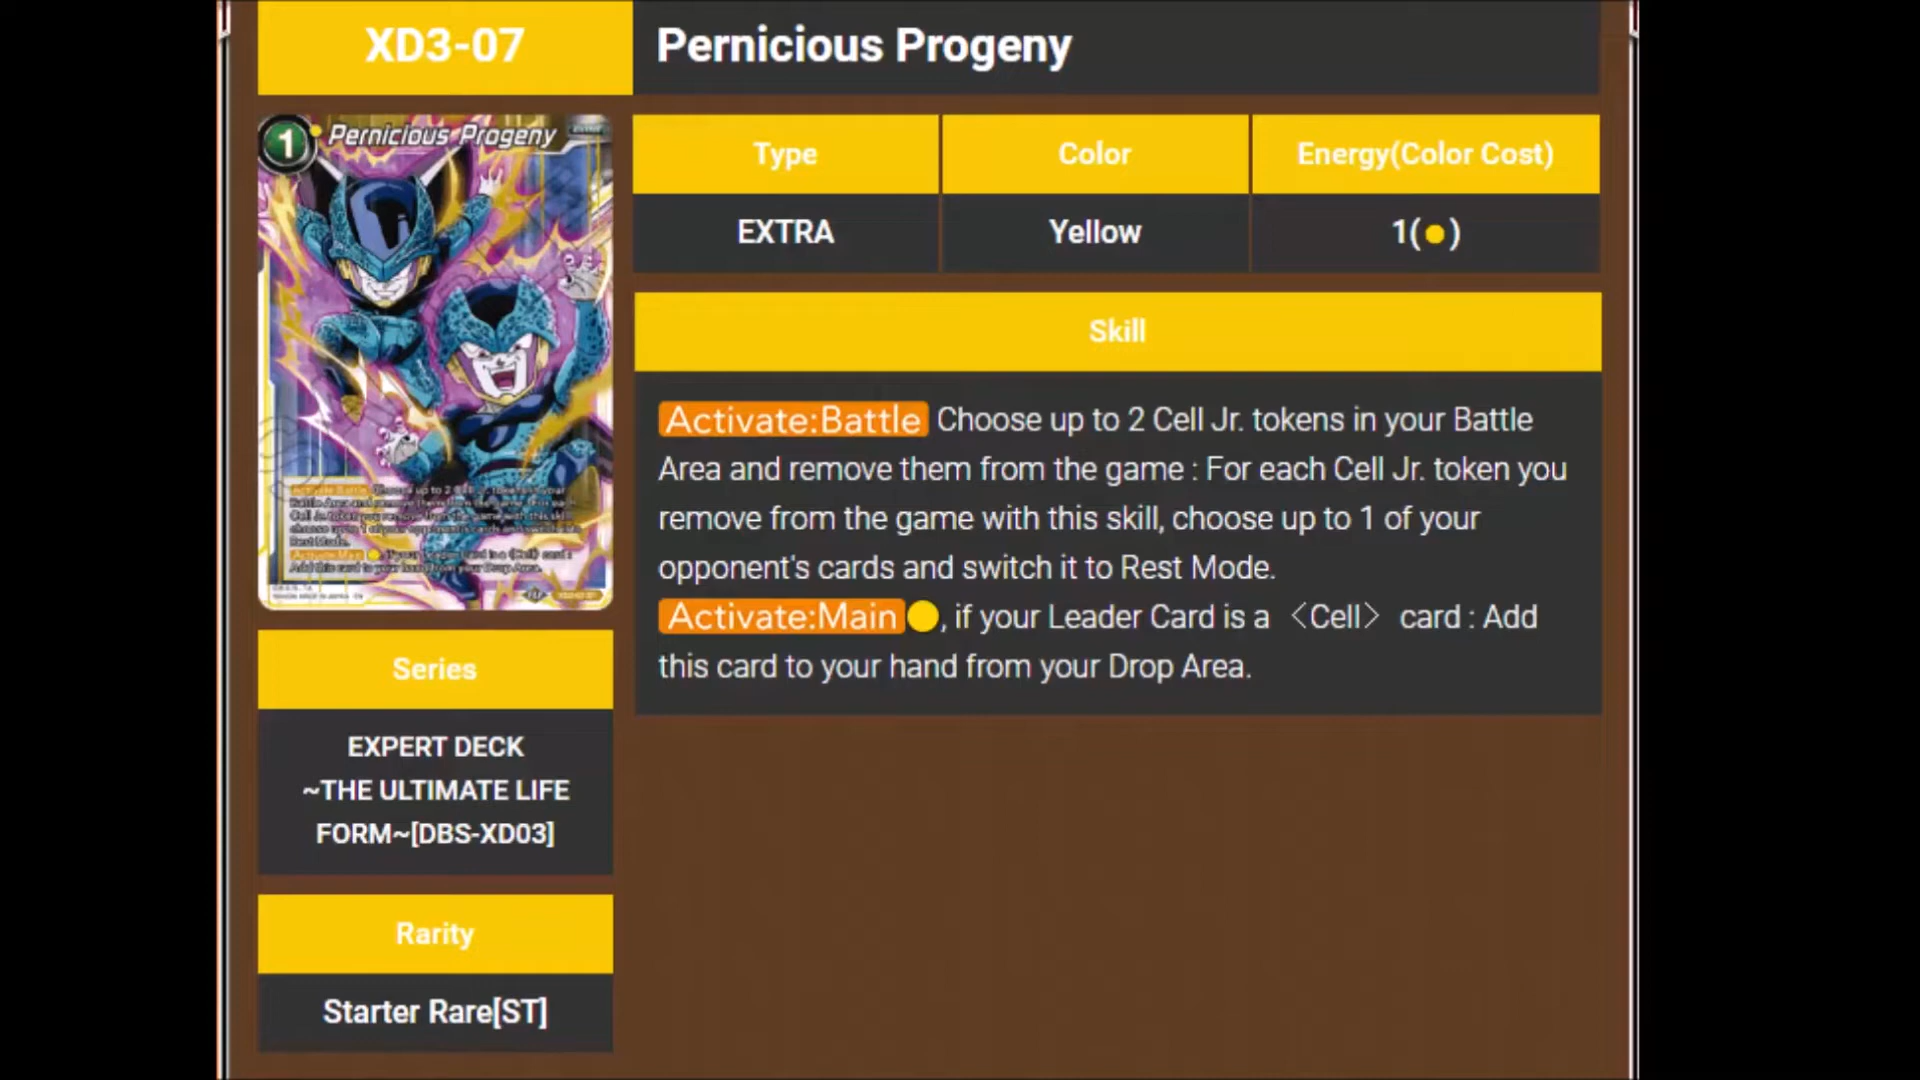 XD3-07
Pernicious Progeny
1 Pernicious Progeny
Type
Color
Energy(Color Cost)
EXTRA
Yellow
1( )
Skill
Activate:Battle Choose up to 2 Cell Jr. tokens in your Battle
Area and remove them from the game : For each Cell Jr. token you
remove from the game with this skill, choose up to 1 of your
opponent's cards and switch it to Rest Mode.
Activate:Main , if your Leader Card is a 〈Cell〉 card : Add
this card to your hand from your Drop Area.
Series
EXPERT DECK
~THE ULTIMATE LIFE
FORM~[DBS-XD03]
Rarity
Starter Rare[ST]